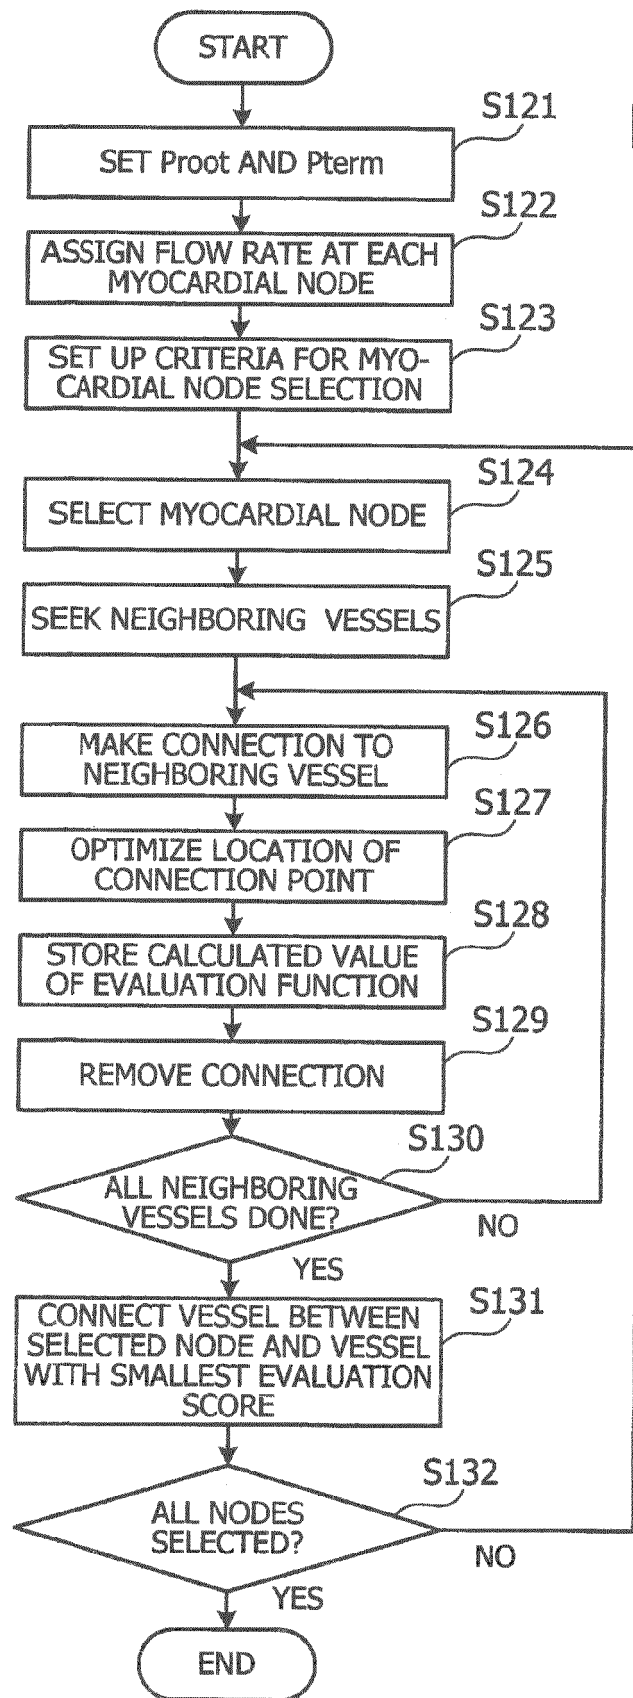 START
S121
SET Proot AND Pterm
S122
ASSIGN FLOW RATE AT EACH
MYOCARDIAL NODE
S123
SET UP CRITERIA FOR MYO-
CARDIAL NODE SELECTION
S124
SELECT MYOCARDIAL NODE
S125
SEEK NEIGHBORING VESSELS
S126
MAKE CONNECTION TO
NEIGHBORING VESSEL
S127
OPTIMIZE LOCATION OF
CONNECTION POINT
S128
STORE CALCULATED VALUE
OF EVALUATION FUNCTION
S129
REMOVE CONNECTION
S130
ALL NEIGHBORING
VESSELS DONE?
NO
YES
S131
CONNECT VESSEL BETWEEN
SELECTED NODE AND VESSEL
WITH SMALLEST EVALUATION
SCORE
S132
ALL NODES
SELECTED?
NO
YES
END